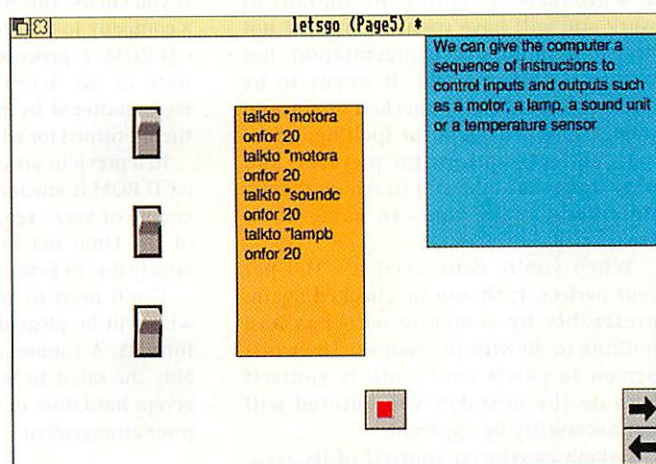 letsgo (Page5) *
talkto "motora
onfor 20
talkto "motora
onfor 20
talkto "soundc
onfor 20
talkto "lampb
onfor 20
We can give the computer a
sequence of instructions to
control inputs and outputs such
as a motor, a lamp, a sound unit
or a temperature sensor